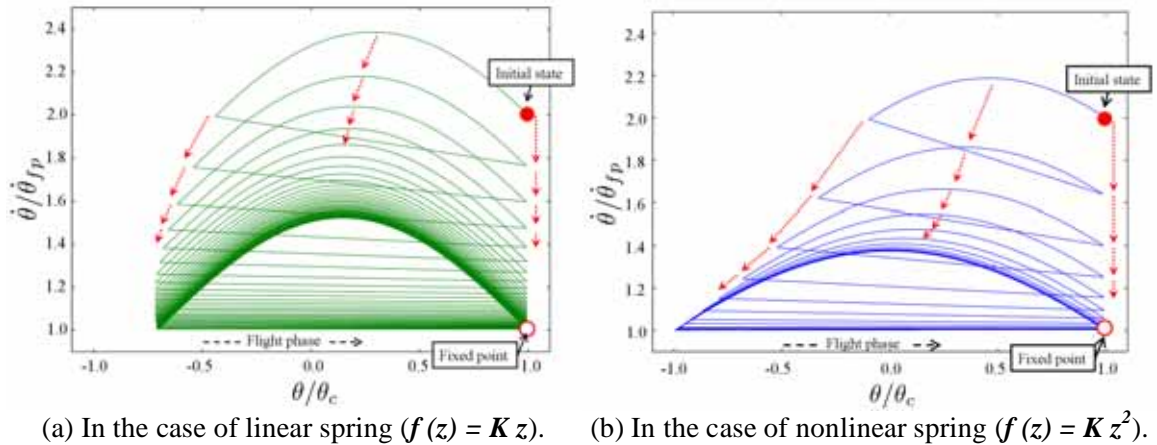 2.4
2.2
2.0
1.8
1.6
1.4
1.2
1.0
θ̇/θ̇_fp
Initial state
Flight phase
Fixed point
-1.0 -0.5 0.0 0.5 1.0
θ/θ_c
(a) In the case of linear spring (f (z) = K z).
2.4
2.2
2.0
1.8
1.6
1.4
1.2
1.0
θ̇/θ̇_fp
Initial state
Flight phase
Fixed point
-1.0 -0.5 0.0 0.5 1.0
θ/θ_c
(b) In the case of nonlinear spring (f (z) = K z²).